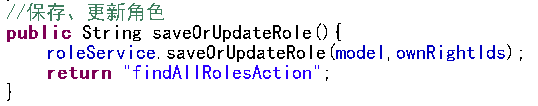 //保存、更新角色
public String saveOrUpdateRole(){
    roleService.saveOrUpdateRole(model,ownRightIds);
    return "findAllRolesAction";
}